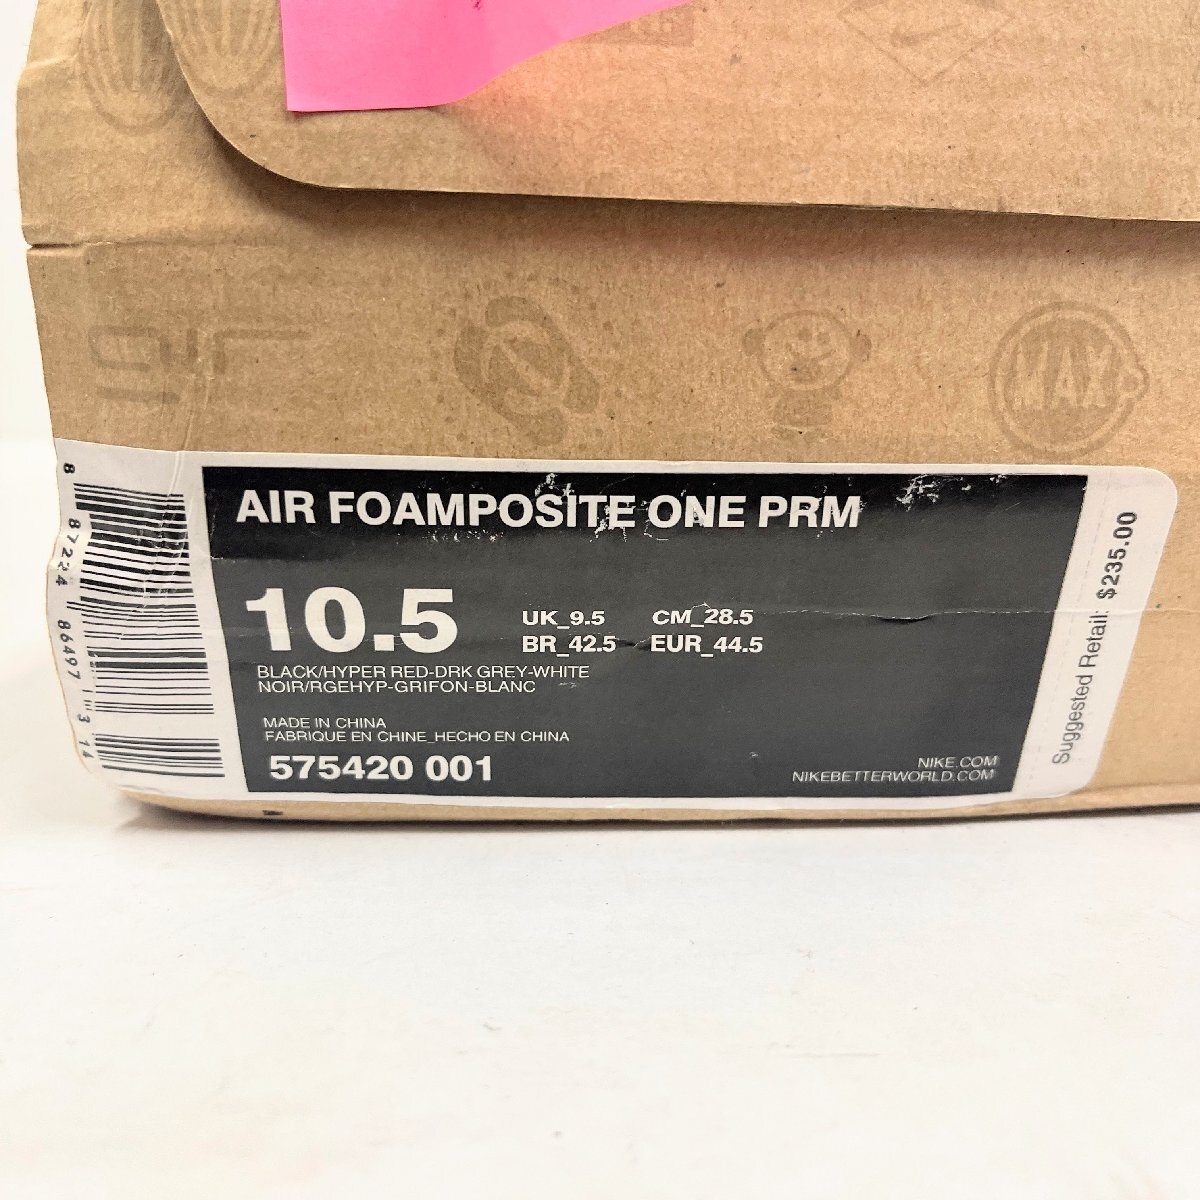 MAX
AIR FOAMPOSITE ONE PRM
10.5
UK_9.5 CM_28.5
BR_42.5 EUR_44.5
BLACK/HYPER RED-DRK GREY-WHITE
NOIR/RGEHYP-GRIFON-BLANC
MADE IN CHINA
FABRIQUE EN CHINE_HECHO EN CHINA
575420 001
NIKE.COM
NIKEBETTERWORLD.COM
Suggested Retail: $235.00
8 87224 86497 3 14